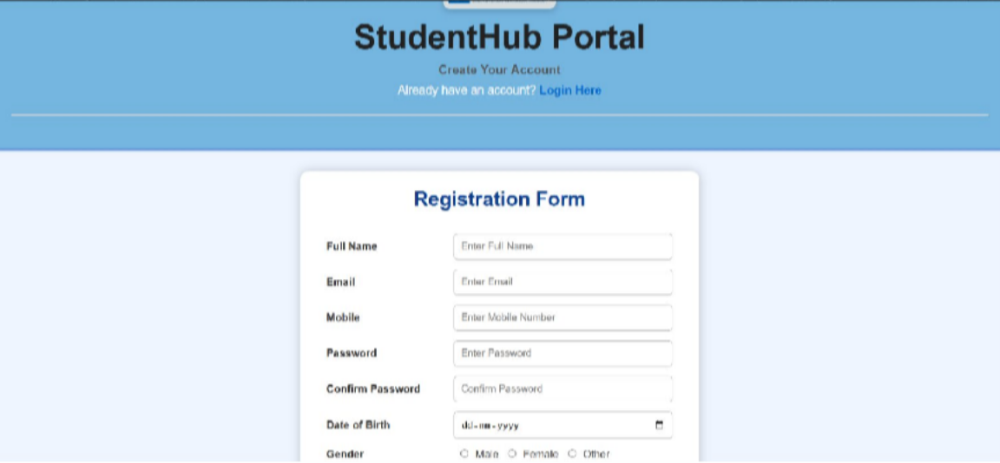 StudentHub Portal
Create Your Account
Already have an account? Login Here
Registration Form
Full Name Enter Full Name
Email Enter Email
Mobile Enter Mobile Number
Password Enter Password
Confirm Password Confirm Password
Date of Birth dd-mm-yyyy
Gender Male Female Other